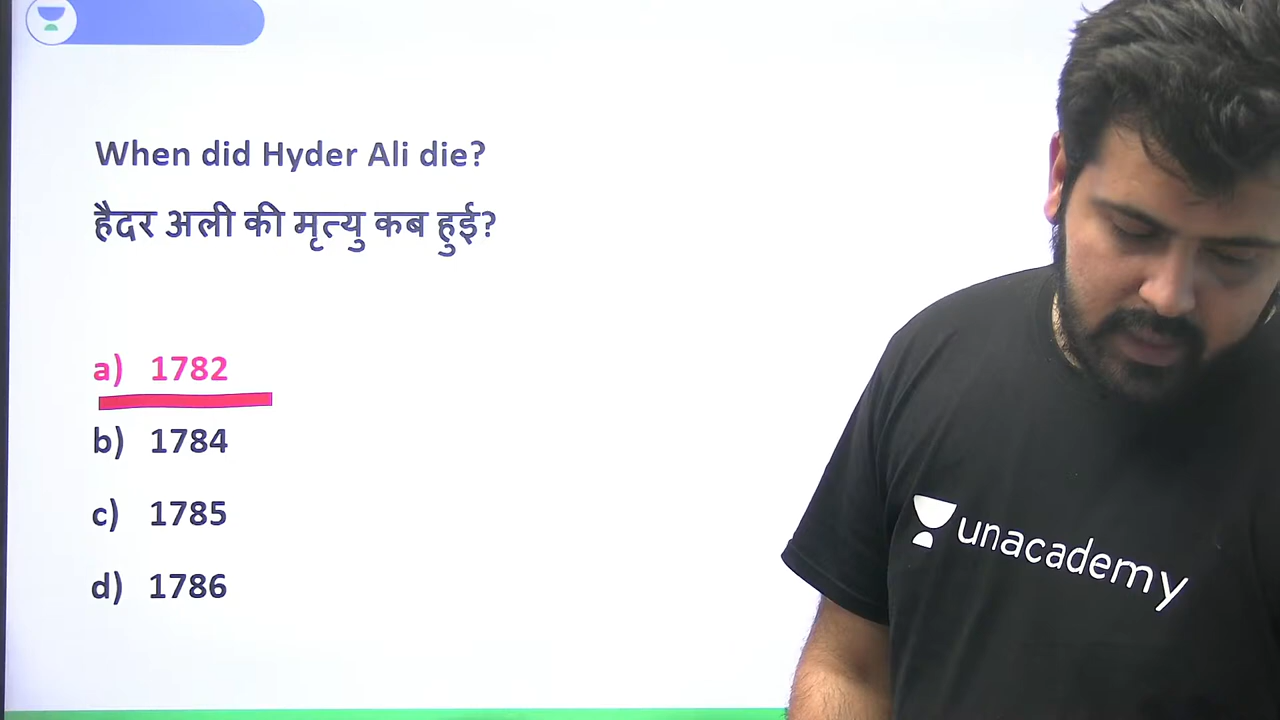 When did Hyder Ali die?
हैदर अली की मृत्यु कब हुई?
a) 1782
b) 1784
c) 1785
d) 1786
unacademy